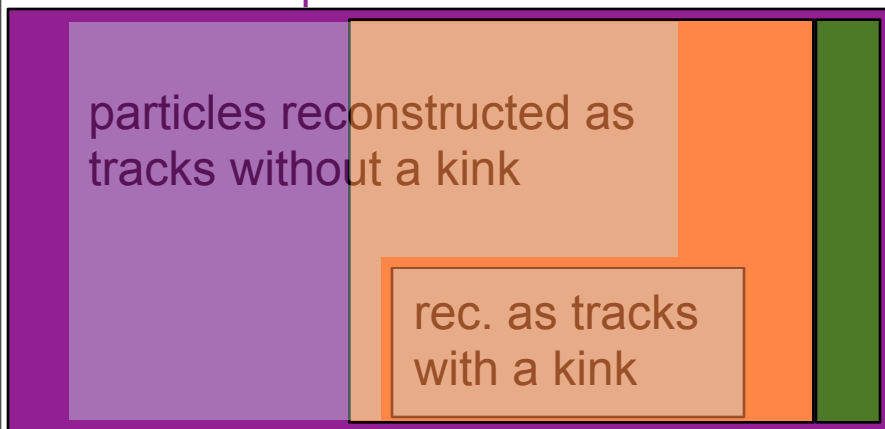 particles reconstructed as
tracks without a kink
rec. as tracks
with a kink